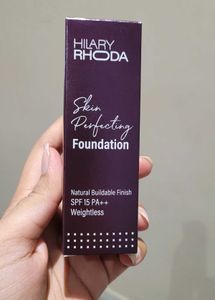 HILARY
RHODA
Skin
Perfecting
Foundation
Natural Buildable Finish
SPF 15 PA++
Weightless